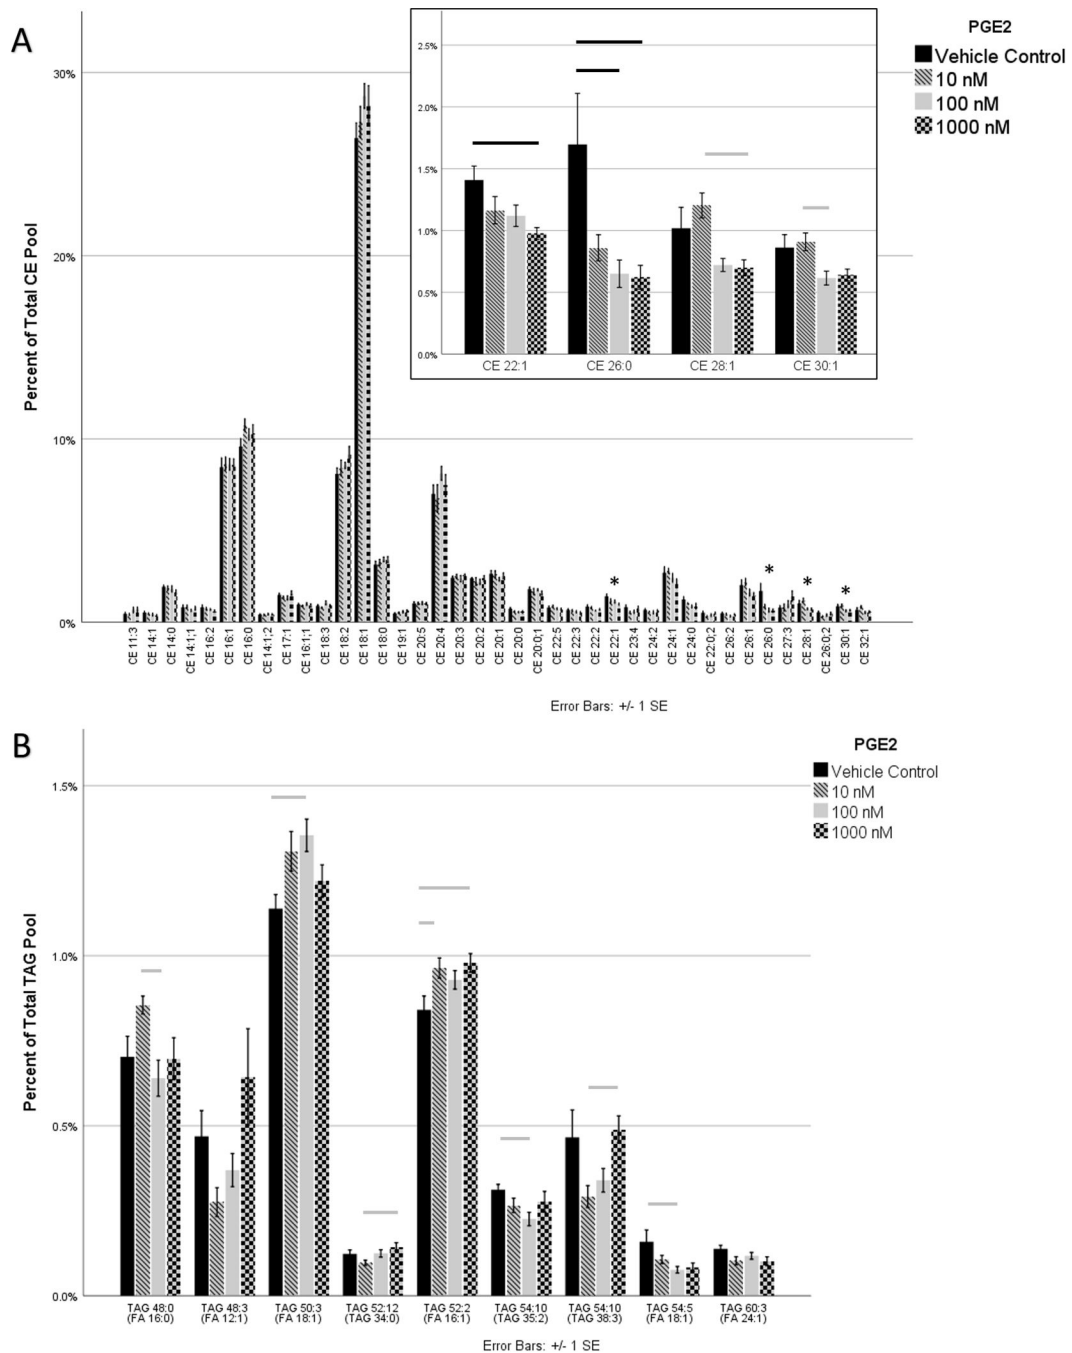 A
PGE2
Vehicle Control
10 nM
100 nM
1000 nM
Percent of Total CE Pool
30%
20%
10%
0%
2.5%
2.0%
1.5%
1.0%
0.5%
0.0%
CE 22:1
CE 26:0
CE 28:1
CE 30:1
*
*
*
*
CE 11:3
CE 14:1
CE 14:0
CE 14:1;1
CE 16:2
CE 16:1
CE 16:0
CE 14:1;2
CE 17:1
CE 16:1;1
CE 18:3
CE 18:2
CE 18:1
CE 18:0
CE 19:1
CE 20:5
CE 20:4
CE 20:3
CE 20:2
CE 20:1
CE 20:0
CE 20:0;1
CE 22:5
CE 22:3
CE 22:2
CE 22:1
CE 23:4
CE 24:2
CE 24:1
CE 24:0
CE 22:0;2
CE 26:2
CE 26:1
CE 26:0
CE 27:3
CE 28:1
CE 26:0;2
CE 30:1
CE 32:1
Error Bars: +/- 1 SE
B
PGE2
Vehicle Control
10 nM
100 nM
1000 nM
Percent of Total TAG Pool
1.5%
1.0%
0.5%
0.0%
TAG 48:0
(FA 16:0)
TAG 48:3
(FA 12:1)
TAG 50:3
(FA 18:1)
TAG 52:12
(TAG 34:0)
TAG 52:2
(FA 16:1)
TAG 54:10
(TAG 35:2)
TAG 54:10
(TAG 38:3)
TAG 54:5
(FA 18:1)
TAG 60:3
(FA 24:1)
Error Bars: +/- 1 SE